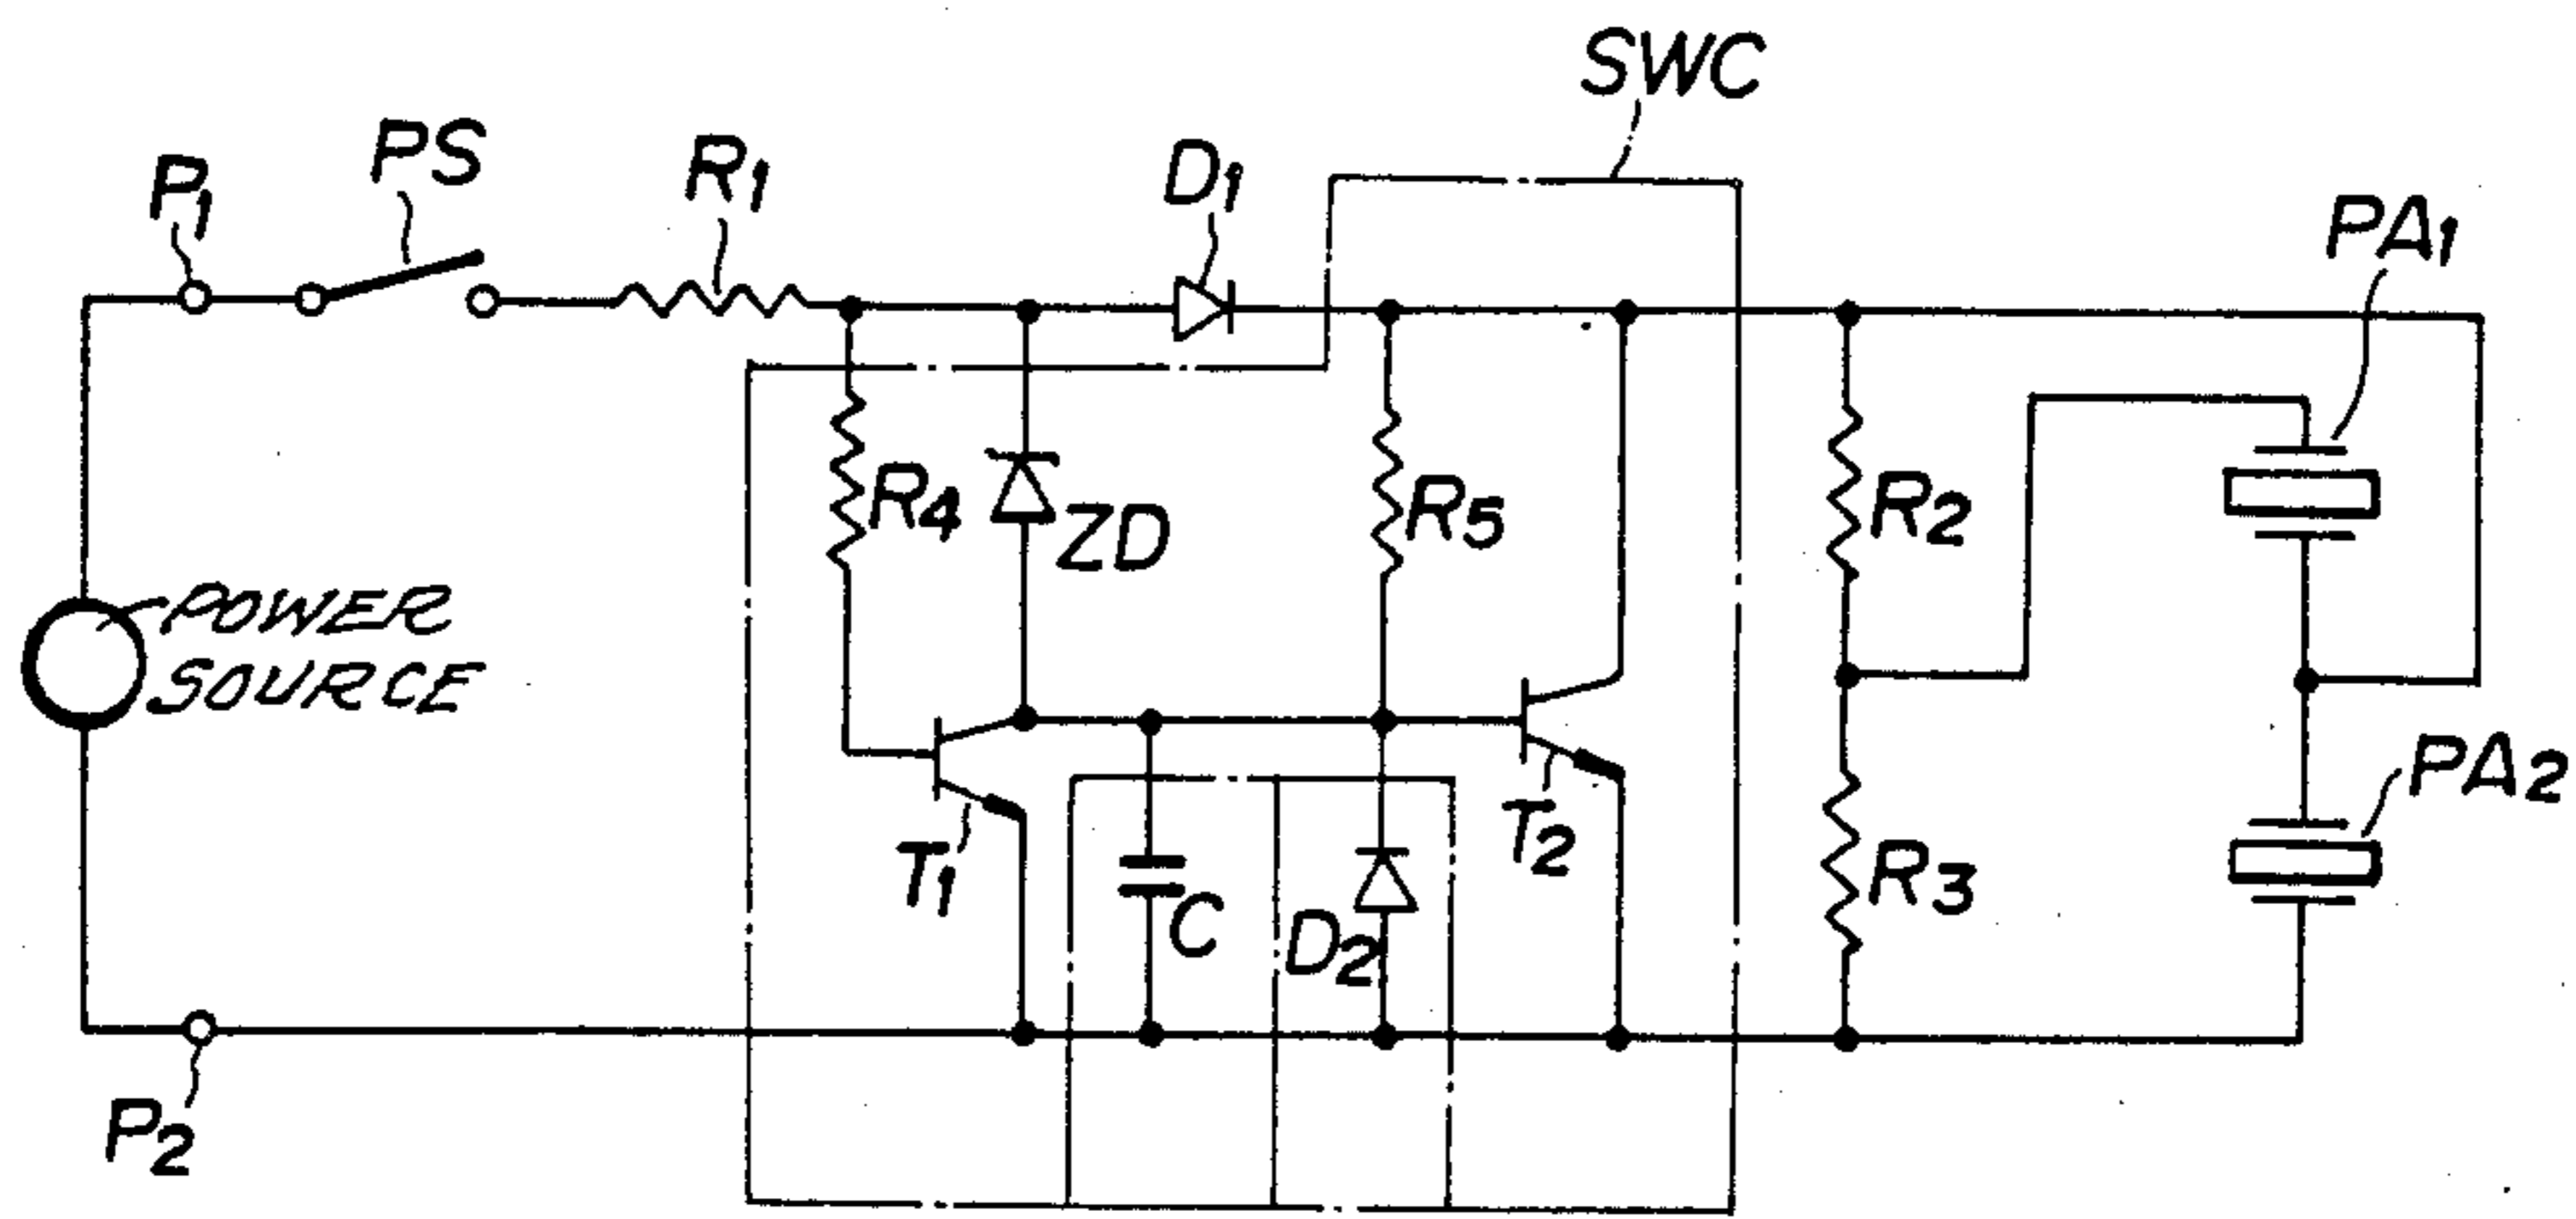 SWC
PS
P1
R1
D1
PA1
R4
ZD
R5
R2
POWER
SOURCE
T1
C
D2
T2
R3
PA2
P2